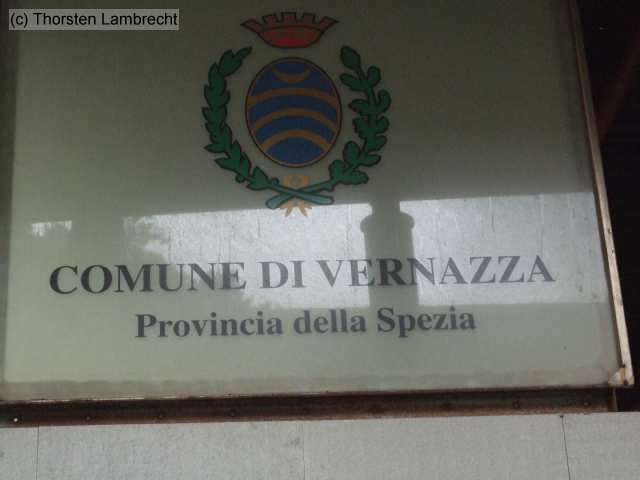 (c) Thorsten Lambrecht
COMUNE DI VERNAZZA
Provincia della Spezia